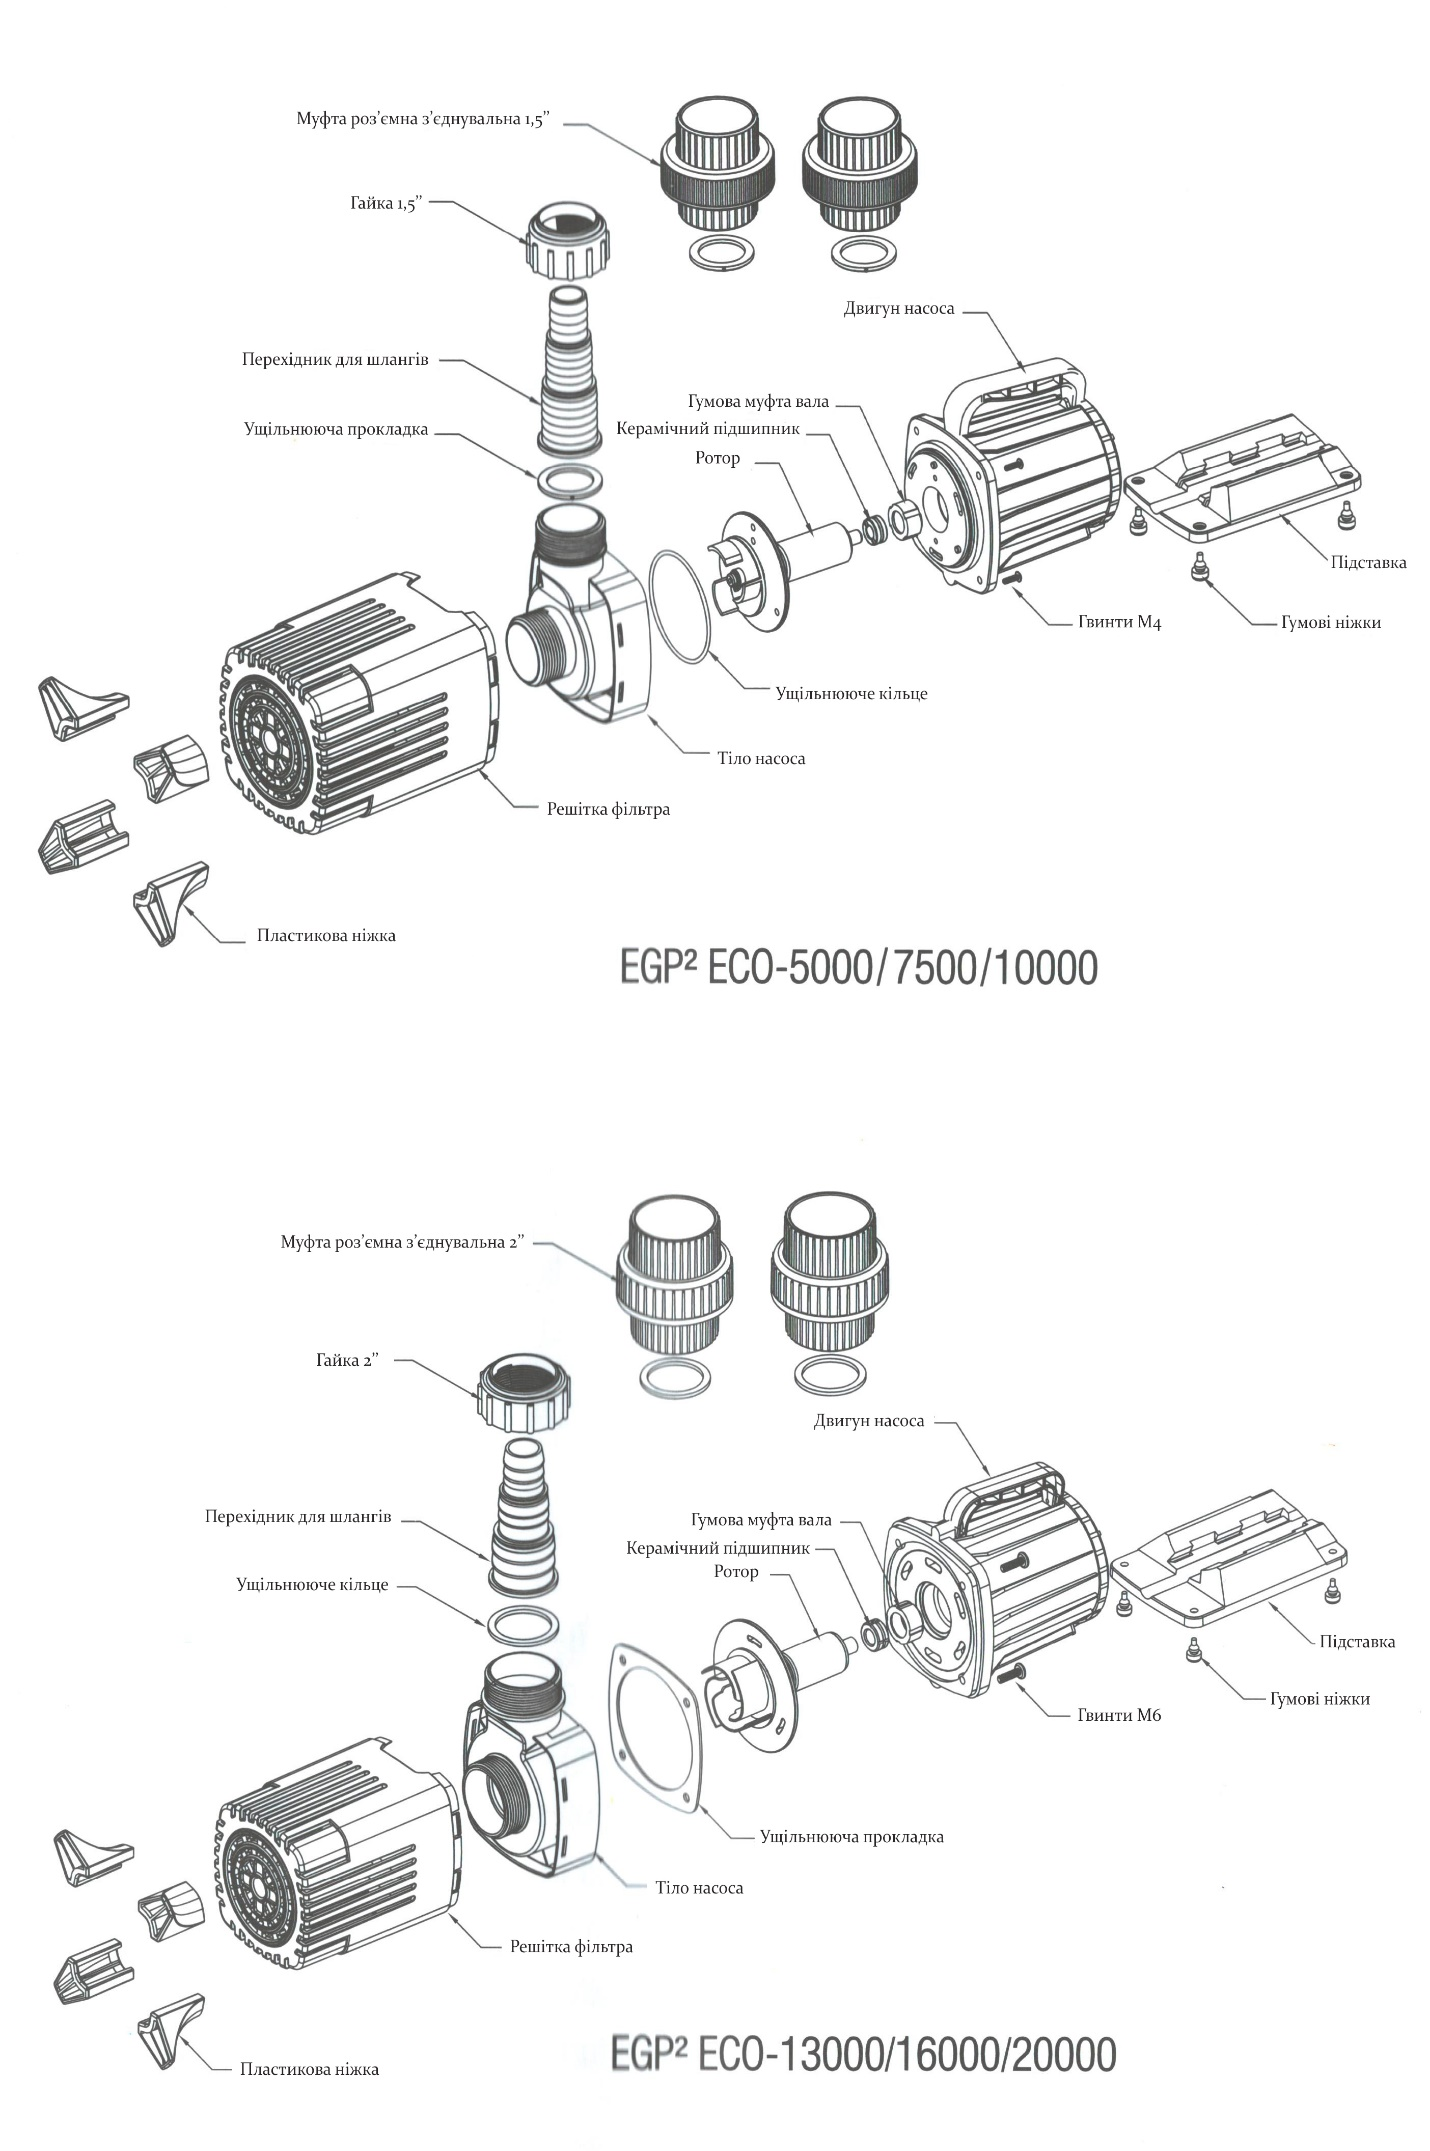 Муфта роз’ємна з’єднувальна 1,5’’
Гайка 1,5’’
Двигун насоса
Перехідник для шлангів
Гумова муфта вала
Ущільнююча прокладка
Керамічний підшипник
Ротор
Підставка
Гвинти М4
Гумові ніжки
Ущільнююче кільце
Тіло насоса
Решітка фільтра
Пластикова ніжка
EGP² ECO-5000/7500/10000
Муфта роз’ємна з’єднувальна 2’’
Гайка 2’’
Двигун насоса
Перехідник для шлангів
Гумова муфта вала
Керамічний підшипник
Ротор
Ущільнююче кільце
Підставка
Гумові ніжки
Гвинти М6
Ущільнююча прокладка
Тіло насоса
Решітка фільтра
Пластикова ніжка
EGP² ECO-13000/16000/20000